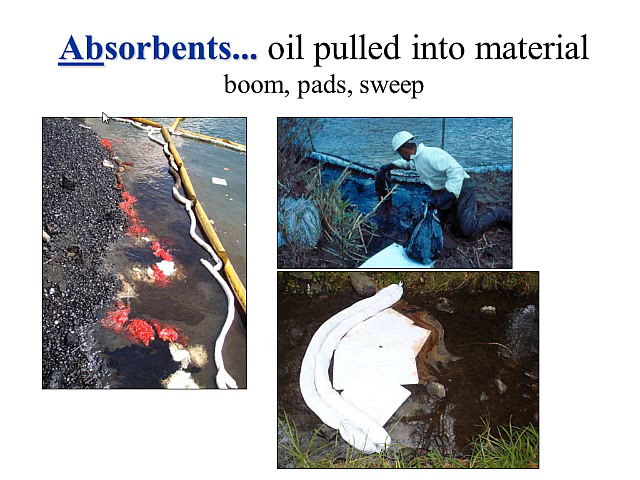 Absorbents... oil pulled into material
boom, pads, sweep